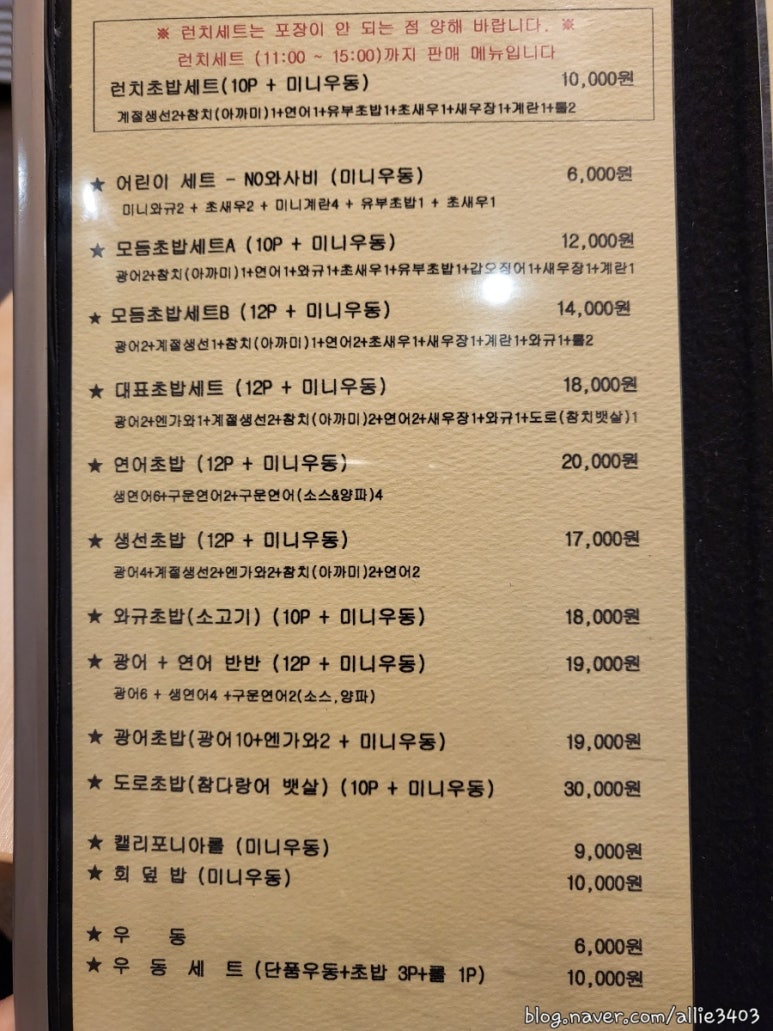 ※ 런치세트는 포장이 안 되는 점 양해 바랍니다. ※
런치세트 (11:00 ~ 15:00)까지 판매 메뉴입니다
런치초밥세트(10P + 미니우동) 10,000원
계절생선2+참치(아까미)1+연어1+유부초밥1+초새우1+새우장1+계란1+롤2
★ 어린이 세트 - NO와사비 (미니우동) 6,000원
미니와규2 + 초새우2 + 미니계란4 + 유부초밥1 + 초새우1
★ 모듬초밥세트A (10P + 미니우동) 12,000원
광어2+참치(아까미)1+연어1+와규1+초새우1+유부초밥1+갑오징어1+새우장1+계란1
★ 모듬초밥세트B (12P + 미니우동) 14,000원
광어2+계절생선1+참치(아까미)1+연어2+초새우1+새우장1+계란1+와규1+롤2
★ 대표초밥세트 (12P + 미니우동) 18,000원
광어2+엔가와1+계절생선2+참치(아까미)2+연어2+새우장1+와규1+도로(참치뱃살)1
★ 연어초밥 (12P + 미니우동) 20,000원
생연어6+구운연어2+구운연어(소스&양파)4
★ 생선초밥 (12P + 미니우동) 17,000원
광어4+계절생선2+엔가와2+참치(아까미)2+연어2
★ 와규초밥(소고기) (10P + 미니우동) 18,000원
★ 광어 + 연어 반반 (12P + 미니우동) 19,000원
광어6 + 생연어4 +구운연어2(소스,양파)
★ 광어초밥(광어10+엔가와2 + 미니우동) 19,000원
★ 도로초밥(참다랑어 뱃살) (10P + 미니우동) 30,000원
★ 캘리포니아롤 (미니우동) 9,000원
★ 회 덮 밥 (미니우동) 10,000원
★ 우 동 6,000원
★ 우 동 세 트 (단품우동+초밥 3P+롤 1P) 10,000원
blog.naver.com/allie3403